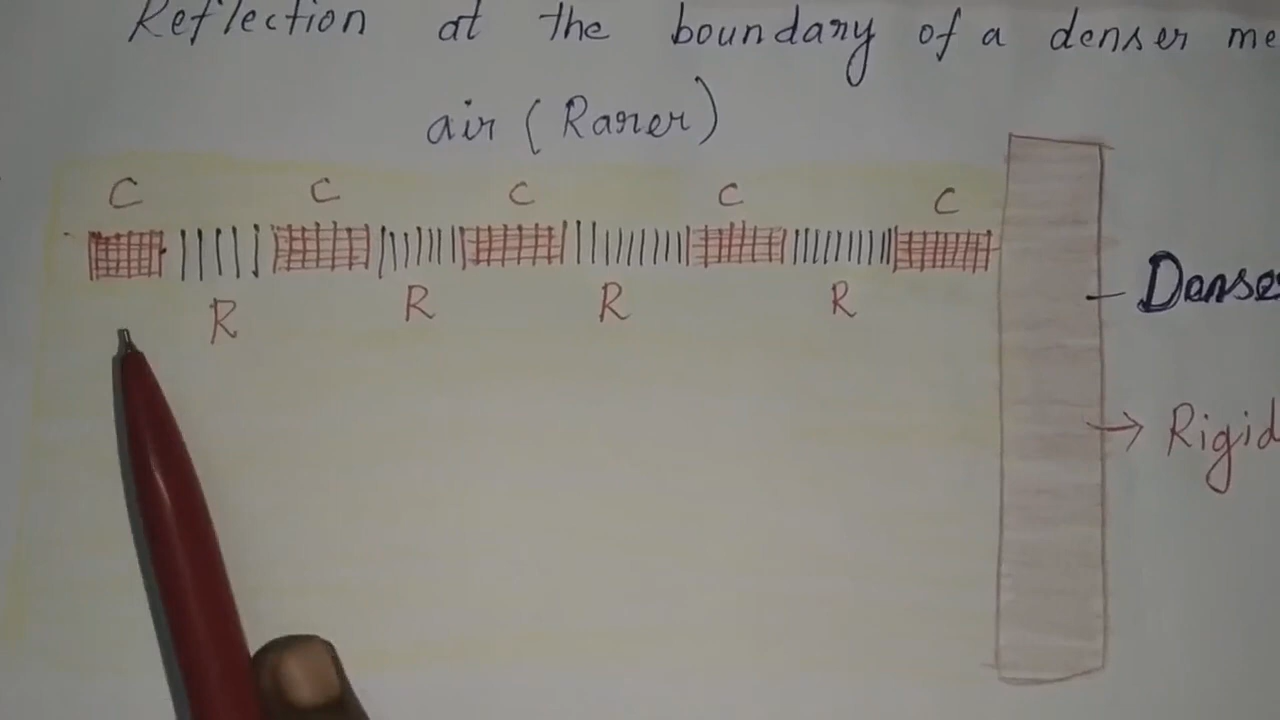 Reflection at the boundary of a denser me
air (Rarer)
C C C C C
R R R R
Dense
Rigid